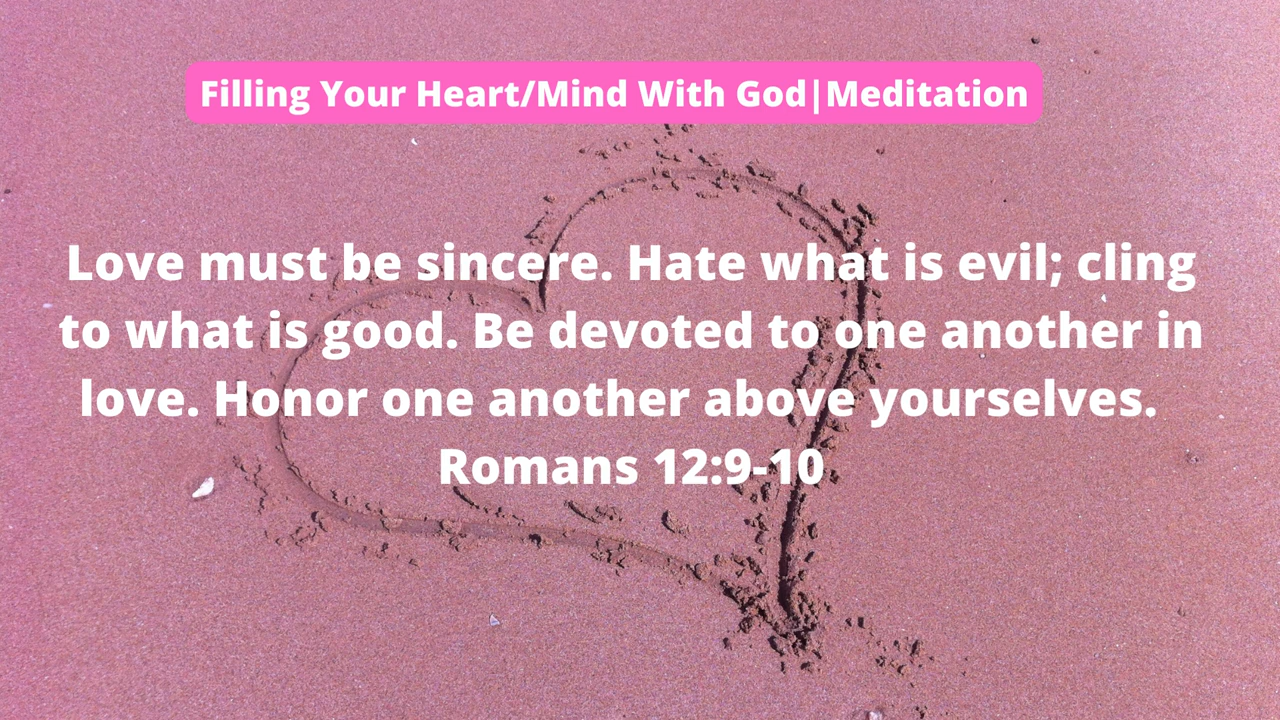 Filling Your Heart/Mind With God|Meditation
Love must be sincere. Hate what is evil; cling
to what is good. Be devoted to one another in
love. Honor one another above yourselves.
Romans 12:9-10